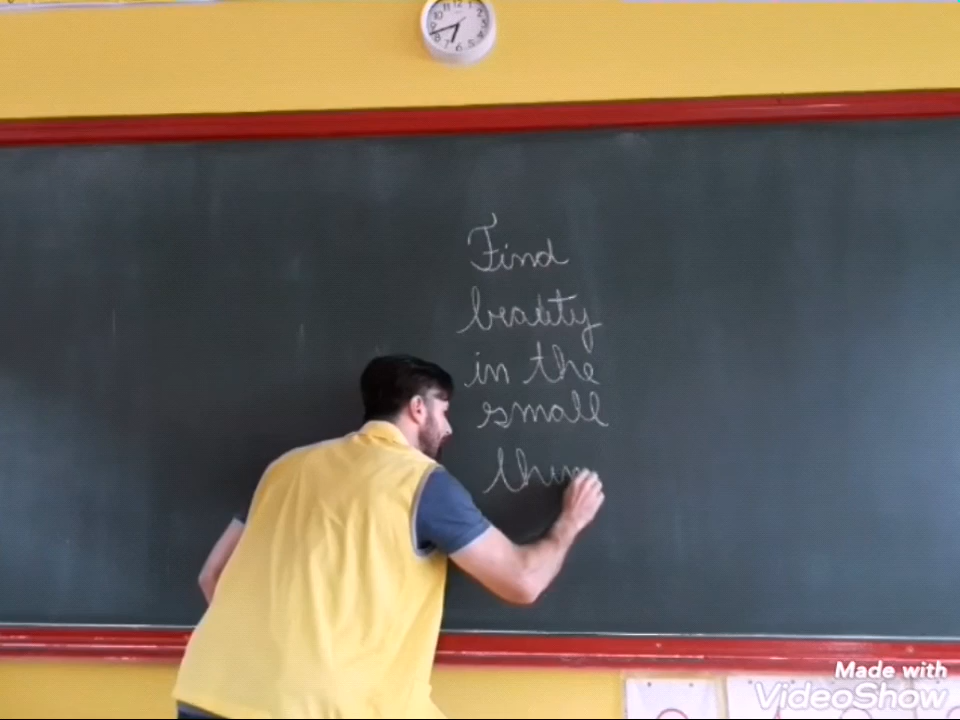 Find
beauty
in the
small
thin
Made with
VideoShow